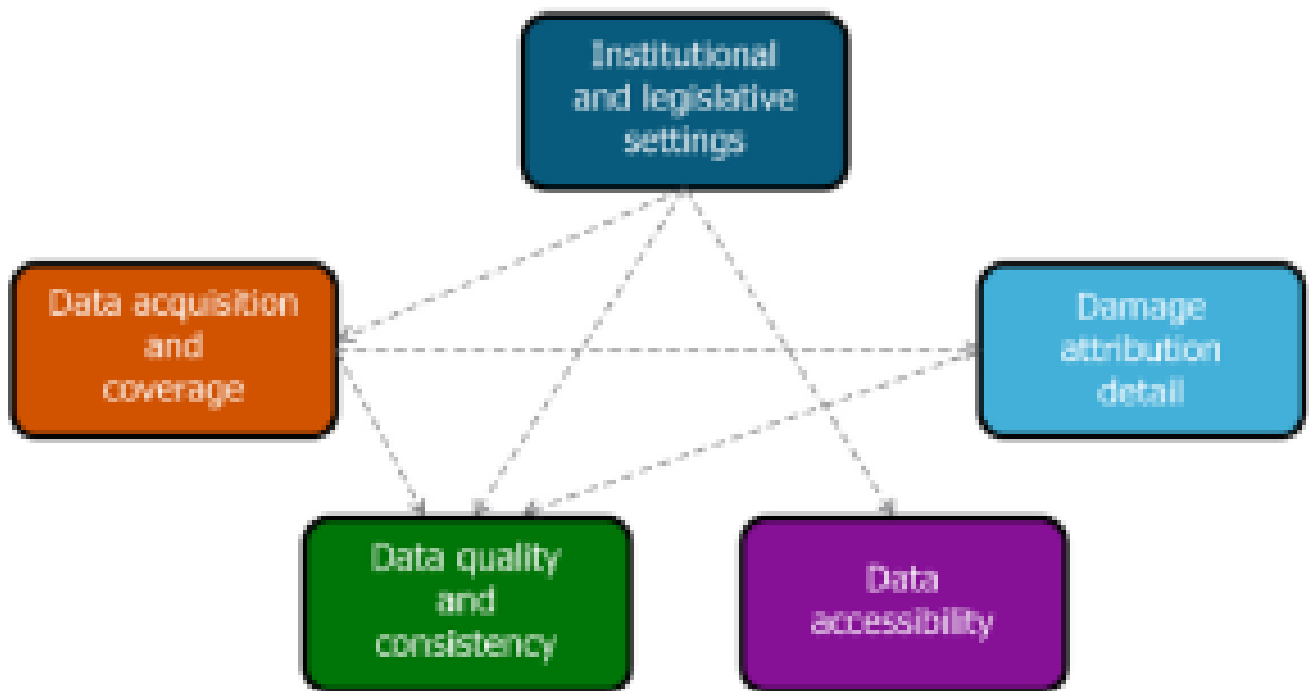 Institutional
and legislative
settings
Data acquisition
and
coverage
Damage
attribution
detail
Data quality
and
consistency
Data
accessibility